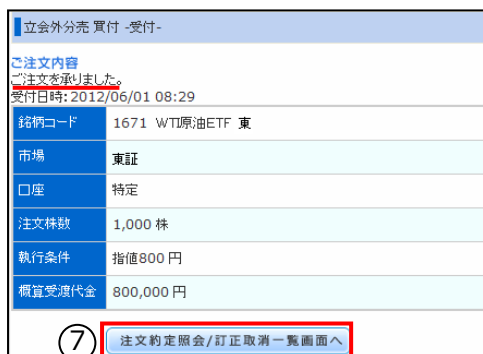 立会外分売 買付 -受付-
ご注文内容
ご注文を承りました。
受付日時:2012/06/01 08:29
銘柄コード 1671 WTI原油ETF 東
市場 東証
口座 特定
注文株数 1,000 株
執行条件 指値800 円
概算受渡代金 800,000 円
⑦ 注文約定照会/訂正取消一覧画面へ